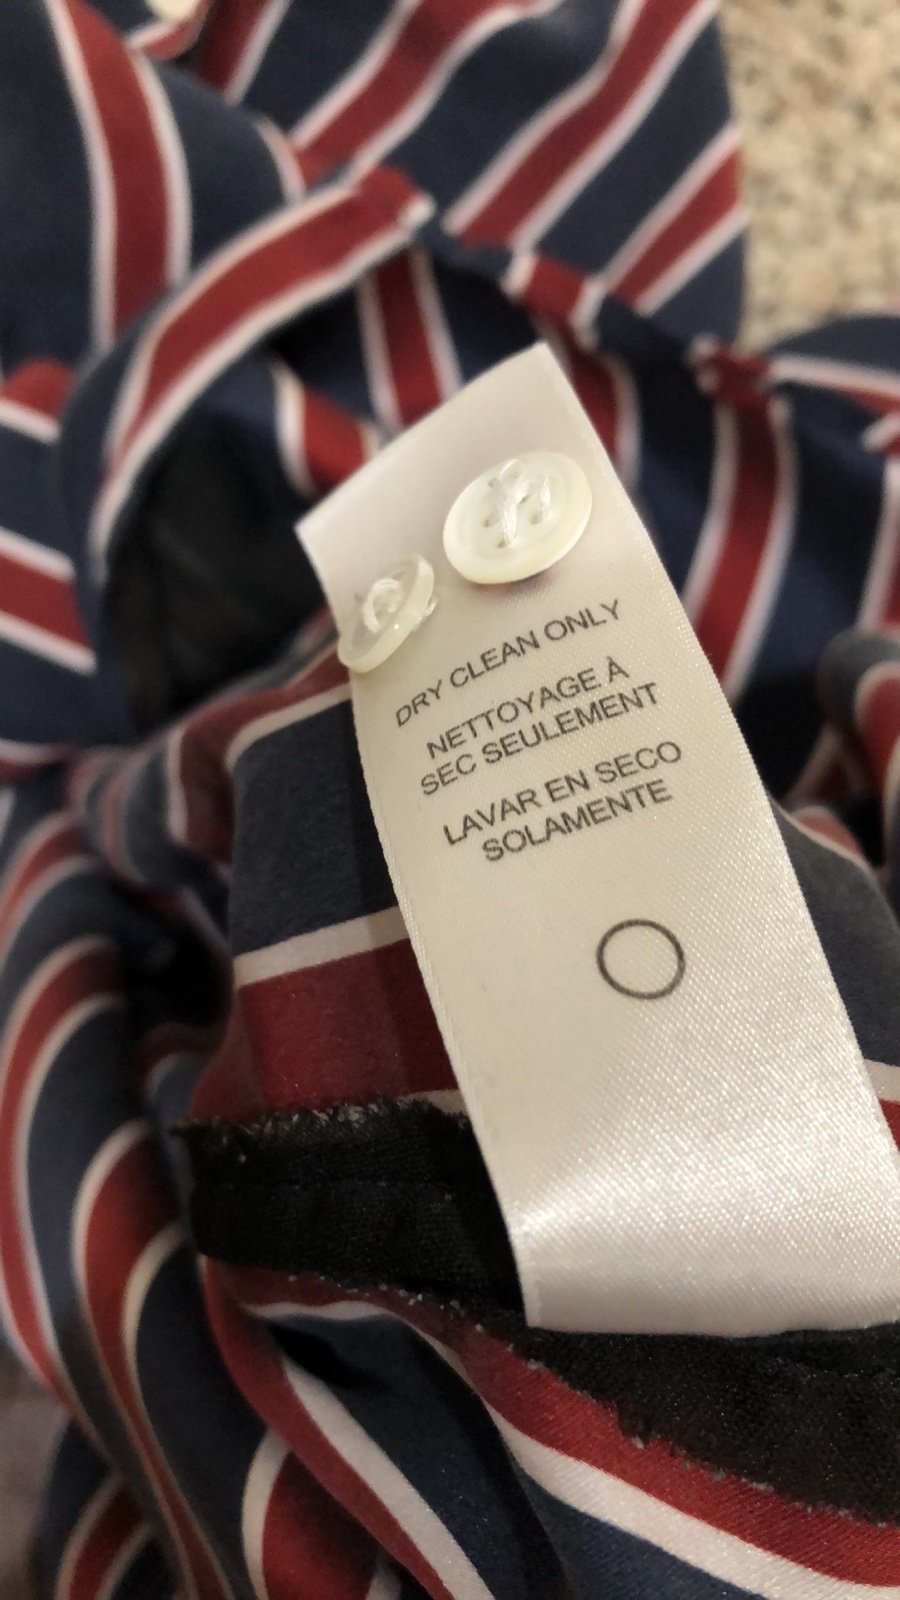 DRY CLEAN ONLY
NETTOYAGE À
SEC SEULEMENT
LAVAR EN SECO
SOLAMENTE